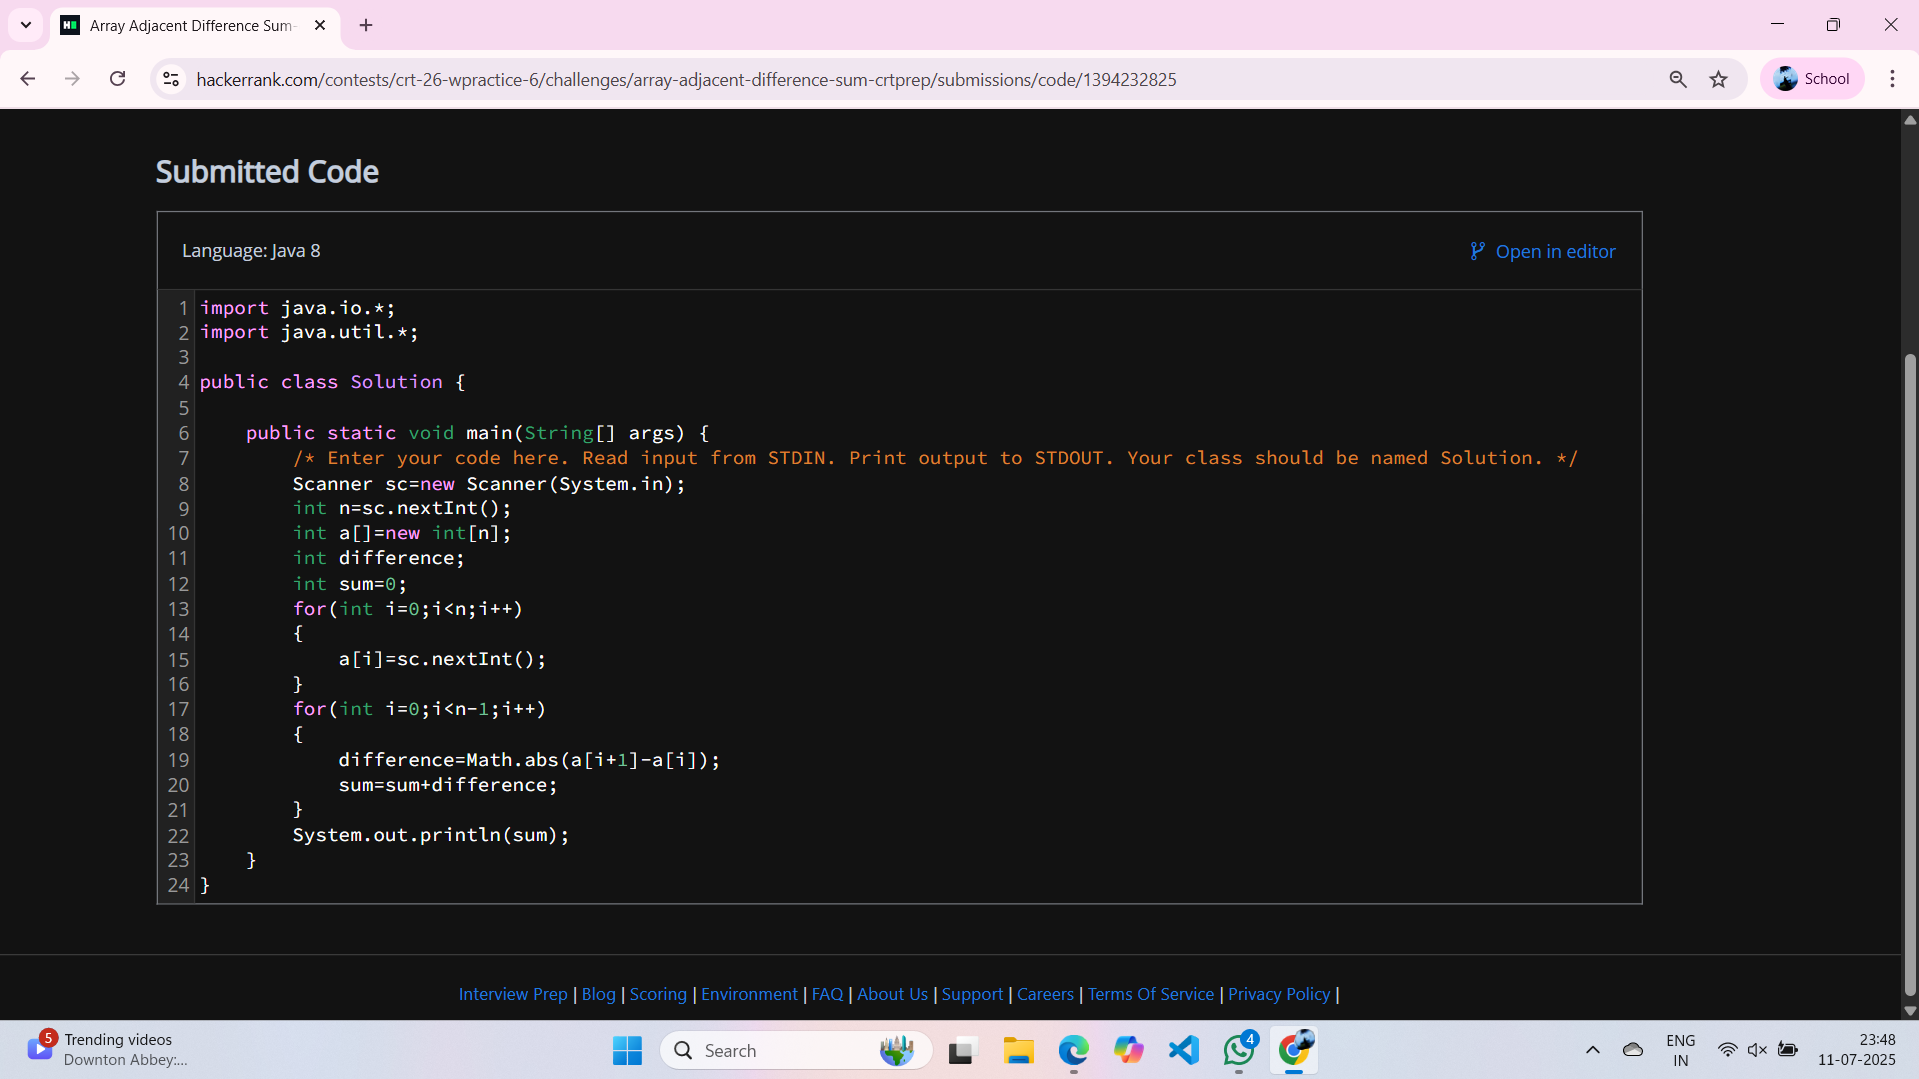 Array Adjacent Difference Sum-
hackerrank.com/contests/crt-26-wpractice-6/challenges/array-adjacent-difference-sum-crtprep/submissions/code/1394232825
School
Submitted Code
Language: Java 8
Open in editor
1 import java.io.*;
2 import java.util.*;
3
4 public class Solution {
5
6     public static void main(String[] args) {
7         /* Enter your code here. Read input from STDIN. Print output to STDOUT. Your class should be named Solution. */
8         Scanner sc=new Scanner(System.in);
9         int n=sc.nextInt();
10         int a[]=new int[n];
11         int difference;
12         int sum=0;
13         for(int i=0;i<n;i++)
14         {
15             a[i]=sc.nextInt();
16         }
17         for(int i=0;i<n-1;i++)
18         {
19             difference=Math.abs(a[i+1]-a[i]);
20             sum=sum+difference;
21         }
22         System.out.println(sum);
23     }
24 }
Interview Prep | Blog | Scoring | Environment | FAQ | About Us | Support | Careers | Terms Of Service | Privacy Policy |
5
Trending videos
Downton Abbey:...
Search
4
ENG
IN
23:48
11-07-2025